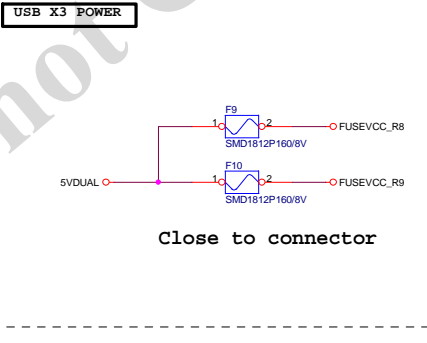 USB X3 POWER
not
F9
1 2 FUSEVCC_R8
SMD1812P160/8V
F10
5VDUAL 1 2 FUSEVCC_R9
SMD1812P160/8V
Close to connector